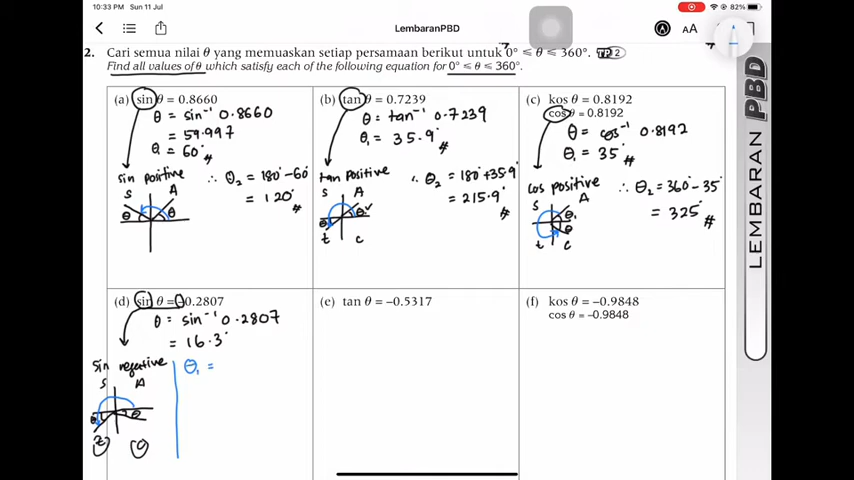 10:33 PM Sun 11 Jul
82%
LembaranPBD
AA
2. Cari semua nilai θ yang memuaskan setiap persamaan berikut untuk 0° ≤ θ ≤ 360°. TP 2
Find all values of θ which satisfy each of the following equation for 0° ≤ θ ≤ 360°.
(a) sin θ = 0.8660
θ = sin⁻¹ 0.8660
= 59.997
θ₁ = 60°
sin positive
S A
θ θ
∴ θ₂ = 180° - 60°
= 120°
(b) tan θ = 0.7239
θ = tan⁻¹ 0.7239
θ₁ = 35.9°
tan positive
S A
θ θ
t c
∴ θ₂ = 180° + 35.9°
= 215.9°
(c) kos θ = 0.8192
cos θ = 0.8192
θ = cos⁻¹ 0.8192
θ₁ = 35°
cos positive
S A
θ₁
θ
t c
∴ θ₂ = 360° - 35°
= 325°
(d) sin θ = -0.2807
θ = sin⁻¹ 0.2807
= 16.3°
sin negative
S A
θ θ
θ₁ =
(e) tan θ = −0.5317
(f) kos θ = −0.9848
cos θ = −0.9848
LEMBARAN PBD